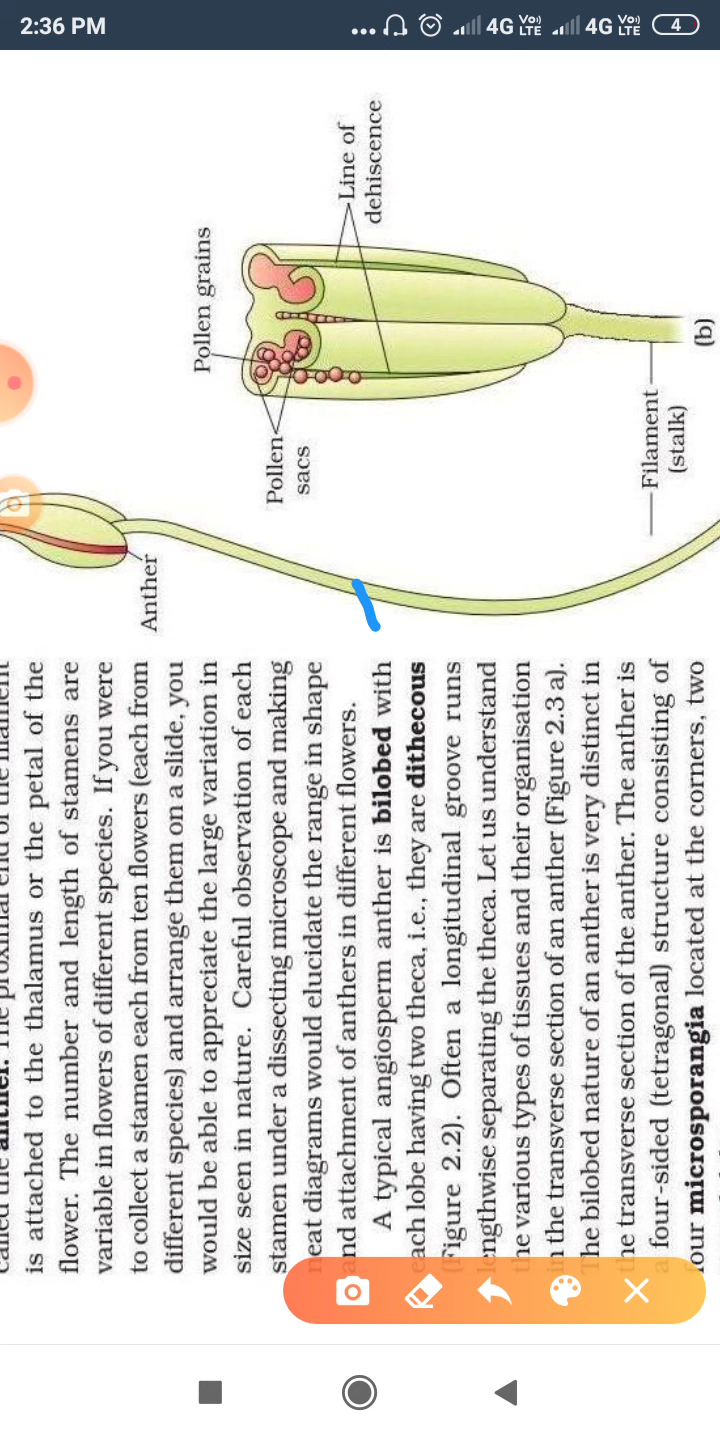 2:36 PM
4G Vo) LTE 4G Vo) LTE 4
is attached to the thalamus or the petal of the
flower. The number and length of stamens are
variable in flowers of different species. If you were
to collect a stamen each from ten flowers (each from
different species) and arrange them on a slide, you
would be able to appreciate the large variation in
size seen in nature. Careful observation of each
stamen under a dissecting microscope and making
neat diagrams would elucidate the range in shape
and attachment of anthers in different flowers.
A typical angiosperm anther is bilobed with
each lobe having two theca, i.e., they are dithecous
(Figure 2.2). Often a longitudinal groove runs
lengthwise separating the theca. Let us understand
the various types of tissues and their organisation
in the transverse section of an anther (Figure 2.3 a).
The bilobed nature of an anther is very distinct in
the transverse section of the anther. The anther is
a four-sided (tetragonal) structure consisting of
four microsporangia located at the corners, two
Anther
Pollen grains
Pollen
sacs
Line of
dehiscence
Filament
(stalk)
(b)